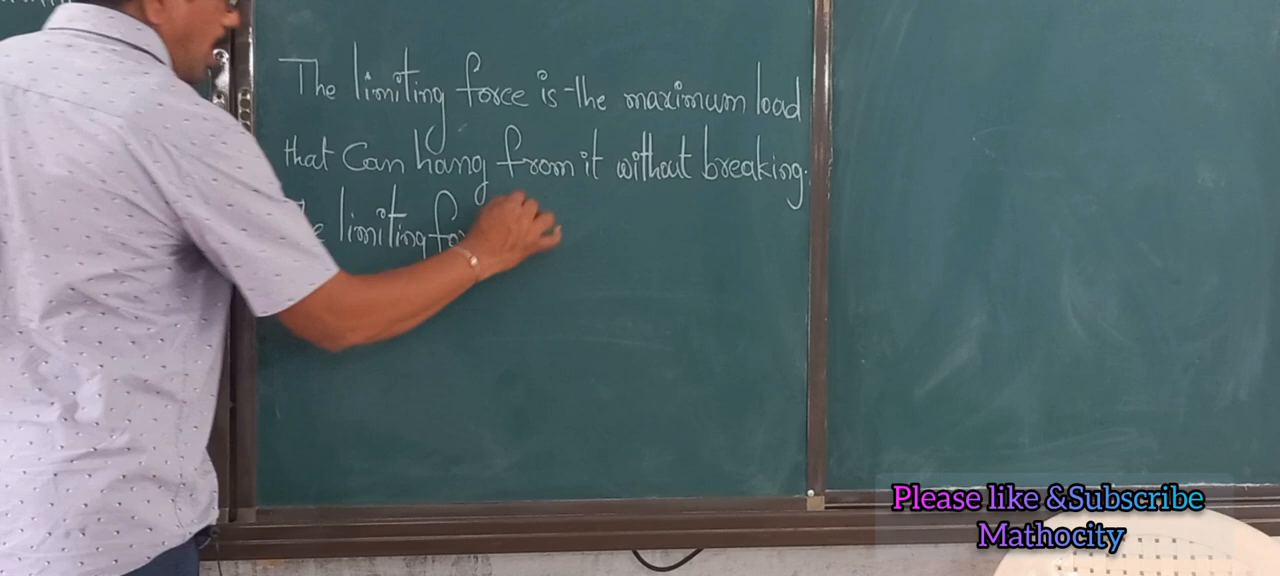 The limiting force is the maximum load
that can hang from it without breaking.
limiting
Please like &Subscribe
Mathocity